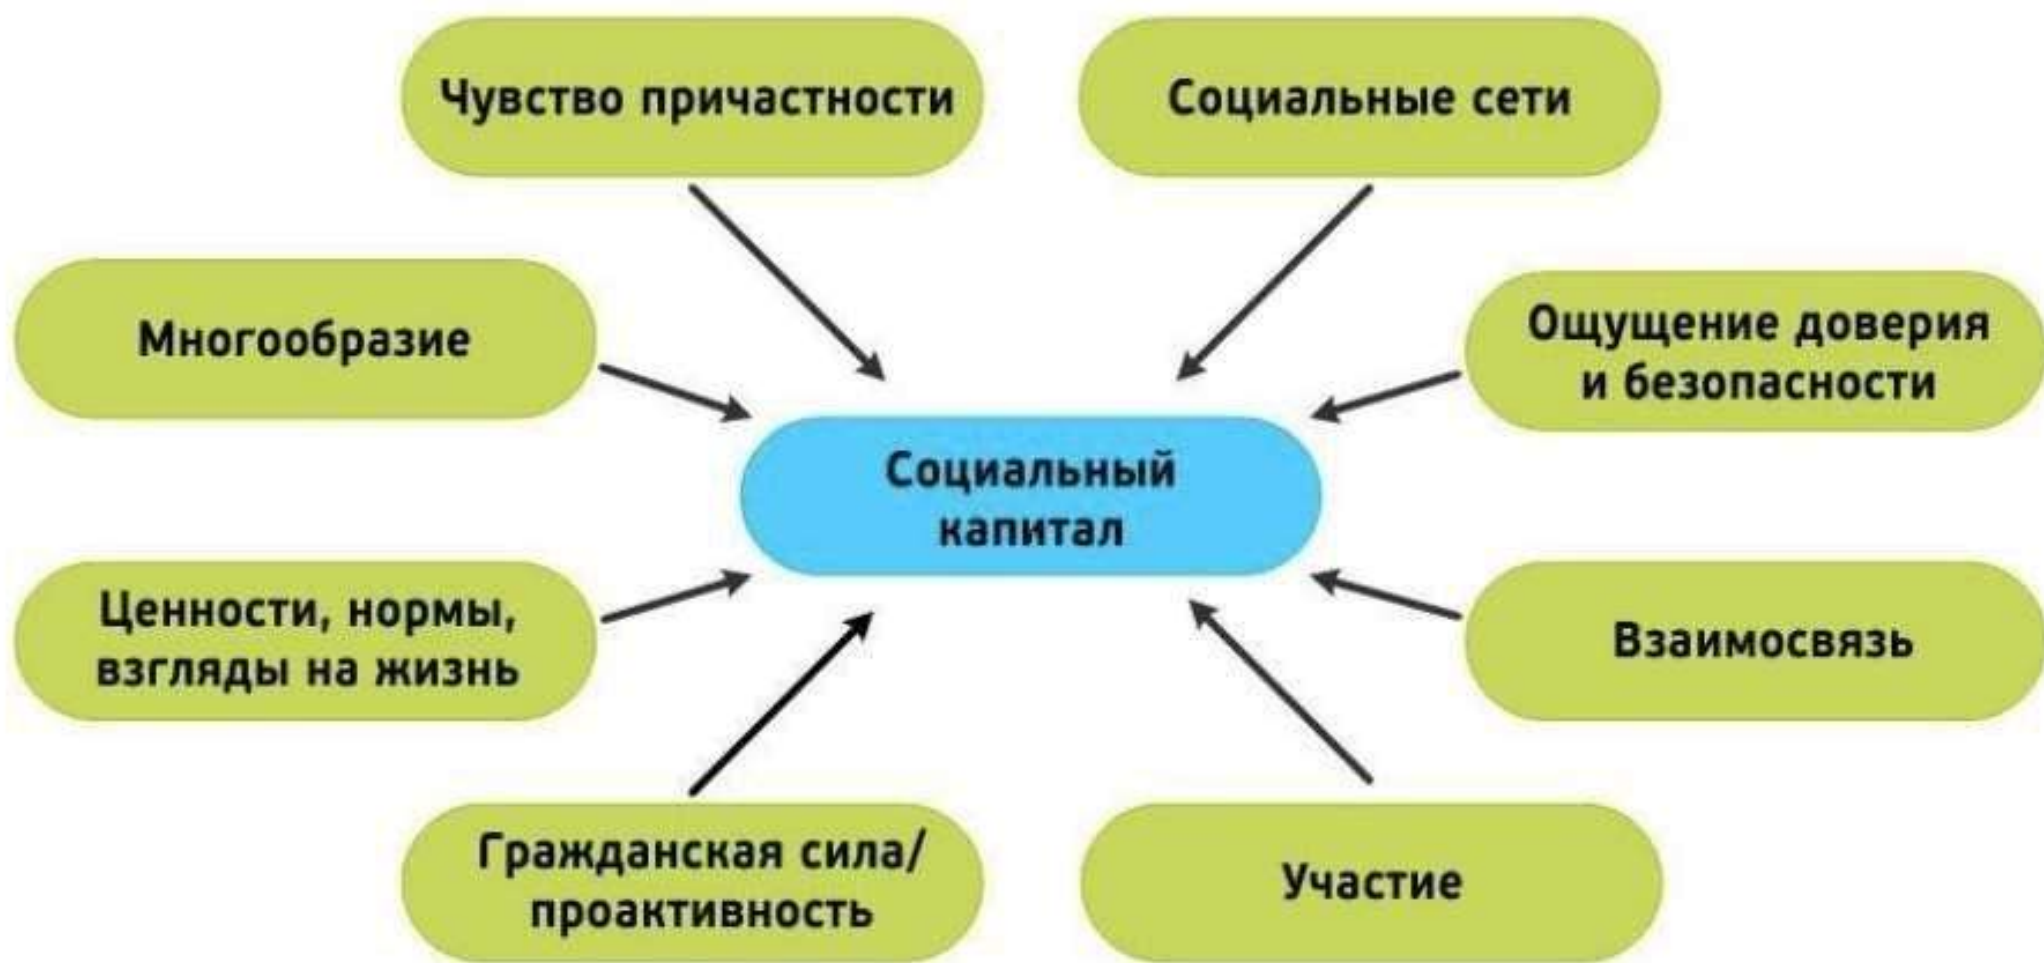 Чувство причастности
Социальные сети
Многообразие
Ощущение доверия
и безопасности
Социальный
капитал
Ценности, нормы,
взгляды на жизнь
Взаимосвязь
Гражданская сила/
проактивность
Участие